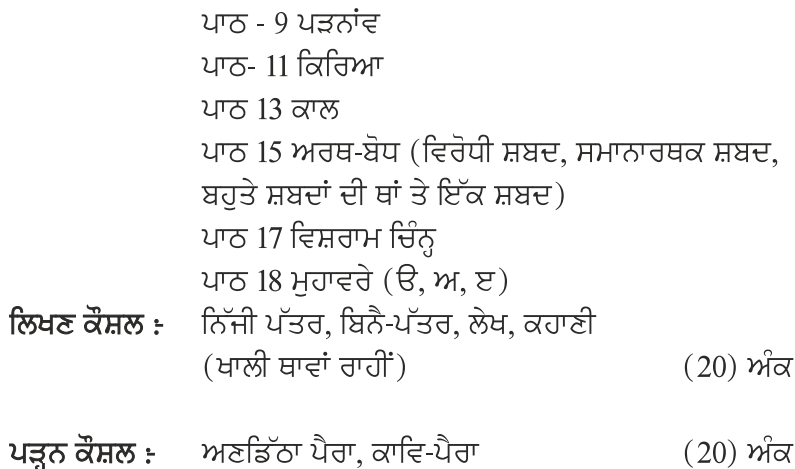 ਪਾਠ - 9 ਪੜਨਾਂਵ
ਪਾਠ- 11 ਕਿਰਿਆ
ਪਾਠ 13 ਕਾਲ
ਪਾਠ 15 ਅਰਥ-ਬੋਧ (ਵਿਰੋਧੀ ਸ਼ਬਦ, ਸਮਾਨਾਰਥਕ ਸ਼ਬਦ,
ਬਹੁਤੇ ਸ਼ਬਦਾਂ ਦੀ ਥਾਂ ਤੇ ਇੱਕ ਸ਼ਬਦ)
ਪਾਠ 17 ਵਿਸ਼ਰਾਮ ਚਿੰਨ੍ਹ
ਪਾਠ 18 ਮੁਹਾਵਰੇ (ੳ, ਅ, ੲ)
ਲਿਖਣ ਕੌਸ਼ਲ :- ਨਿੱਜੀ ਪੱਤਰ, ਬਿਨੈ-ਪੱਤਰ, ਲੇਖ, ਕਹਾਣੀ
(ਖਾਲੀ ਥਾਵਾਂ ਰਾਹੀਂ) (20) ਅੰਕ
ਪੜ੍ਹਨ ਕੌਸ਼ਲ :- ਅਣਡਿੱਠਾ ਪੈਰਾ, ਕਾਵਿ-ਪੈਰਾ (20) ਅੰਕ